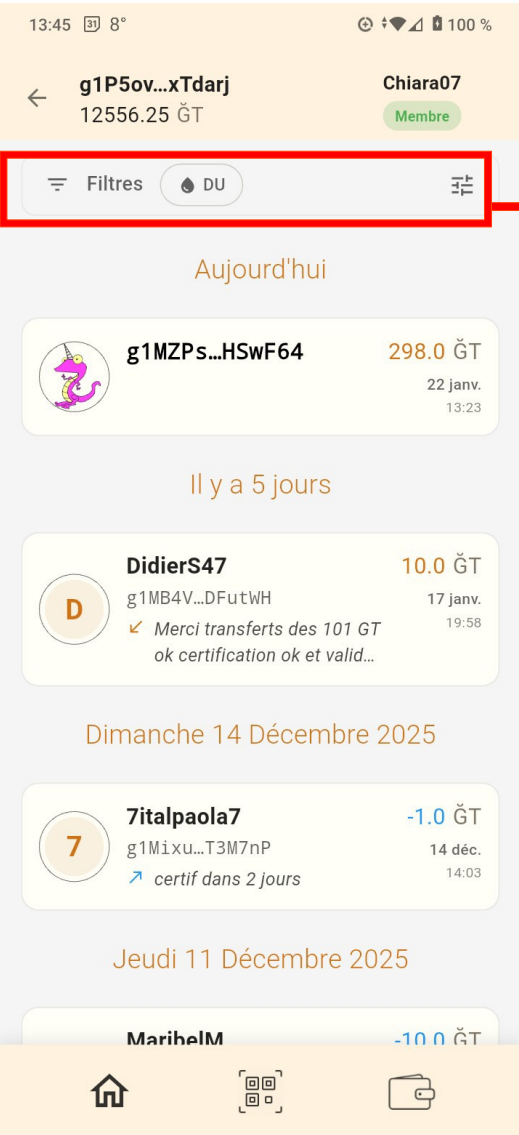 13:45 31 8° 100 %
g1P5ov…xTdarj Chiara07
12556.25 ĞT Membre
Filtres DU
Aujourd'hui
g1MZPs…HSwF64 298.0 ĞT
22 janv.
13:23
Il y a 5 jours
DidierS47 10.0 ĞT
g1MB4V…DFutWH 17 janv.
Merci transferts des 101 GT 19:58
ok certification ok et valid…
Dimanche 14 Décembre 2025
7italpaola7 -1.0 ĞT
7 g1Mixu…T3M7nP 14 déc.
certif dans 2 jours 14:03
Jeudi 11 Décembre 2025
MaribelM -10.0 ĞT